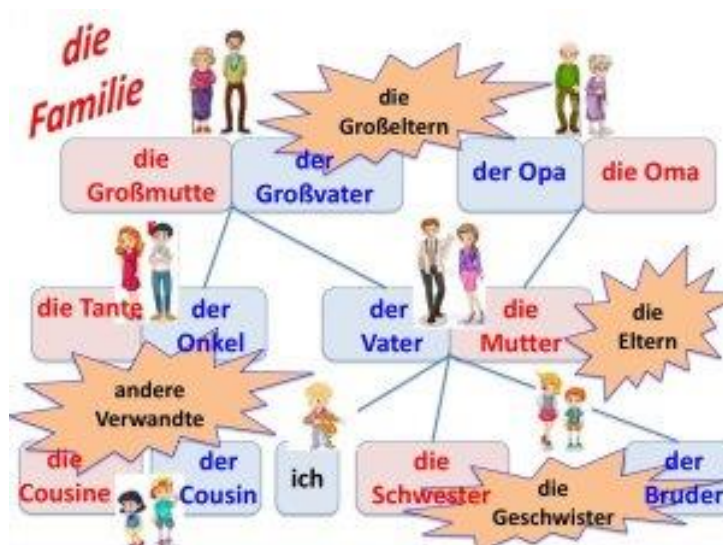 die
Familie
die
Großeltern
die
Großmutte
der
Großvater
der Opa
die Oma
die Tante
der
Onkel
der
Vater
die
Mutter
die
Eltern
andere
Verwandte
die
Cousine
der
Cousin
ich
die
Schwester
die
Geschwister
der
Bruder